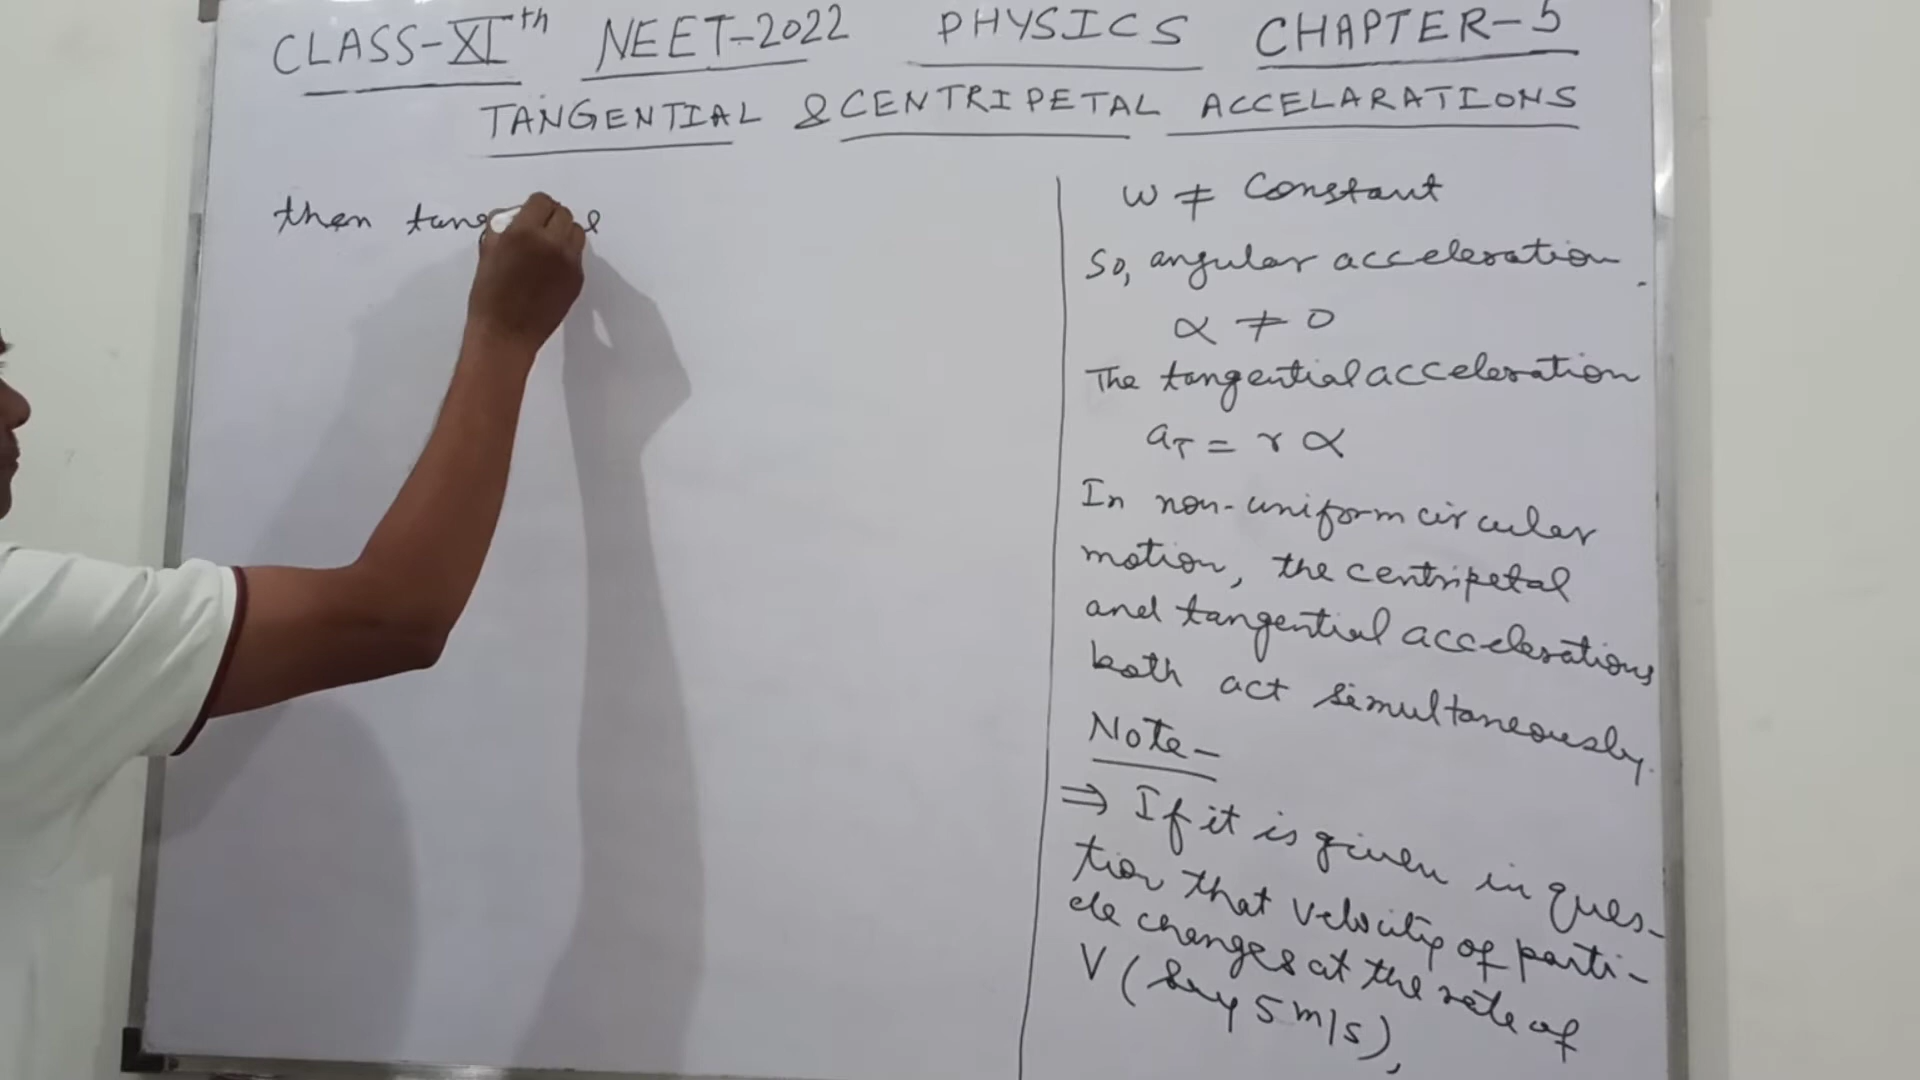 CLASS-XIth NEET-2022 PHYSICS CHAPTER-5
TANGENTIAL & CENTRIPETAL ACCELARATIONS
then
ω ≠ Constant
So, angular acceleration
α ≠ 0
The tangential acceleration
aT = r α
In non-uniform circular
motion, the centripetal
and tangential accelerations
both act simultaneously.
Note-
⇒ If it is given in ques-
tion that velocity of parti-
cle changes at the rate of
V (say 5 m/s),